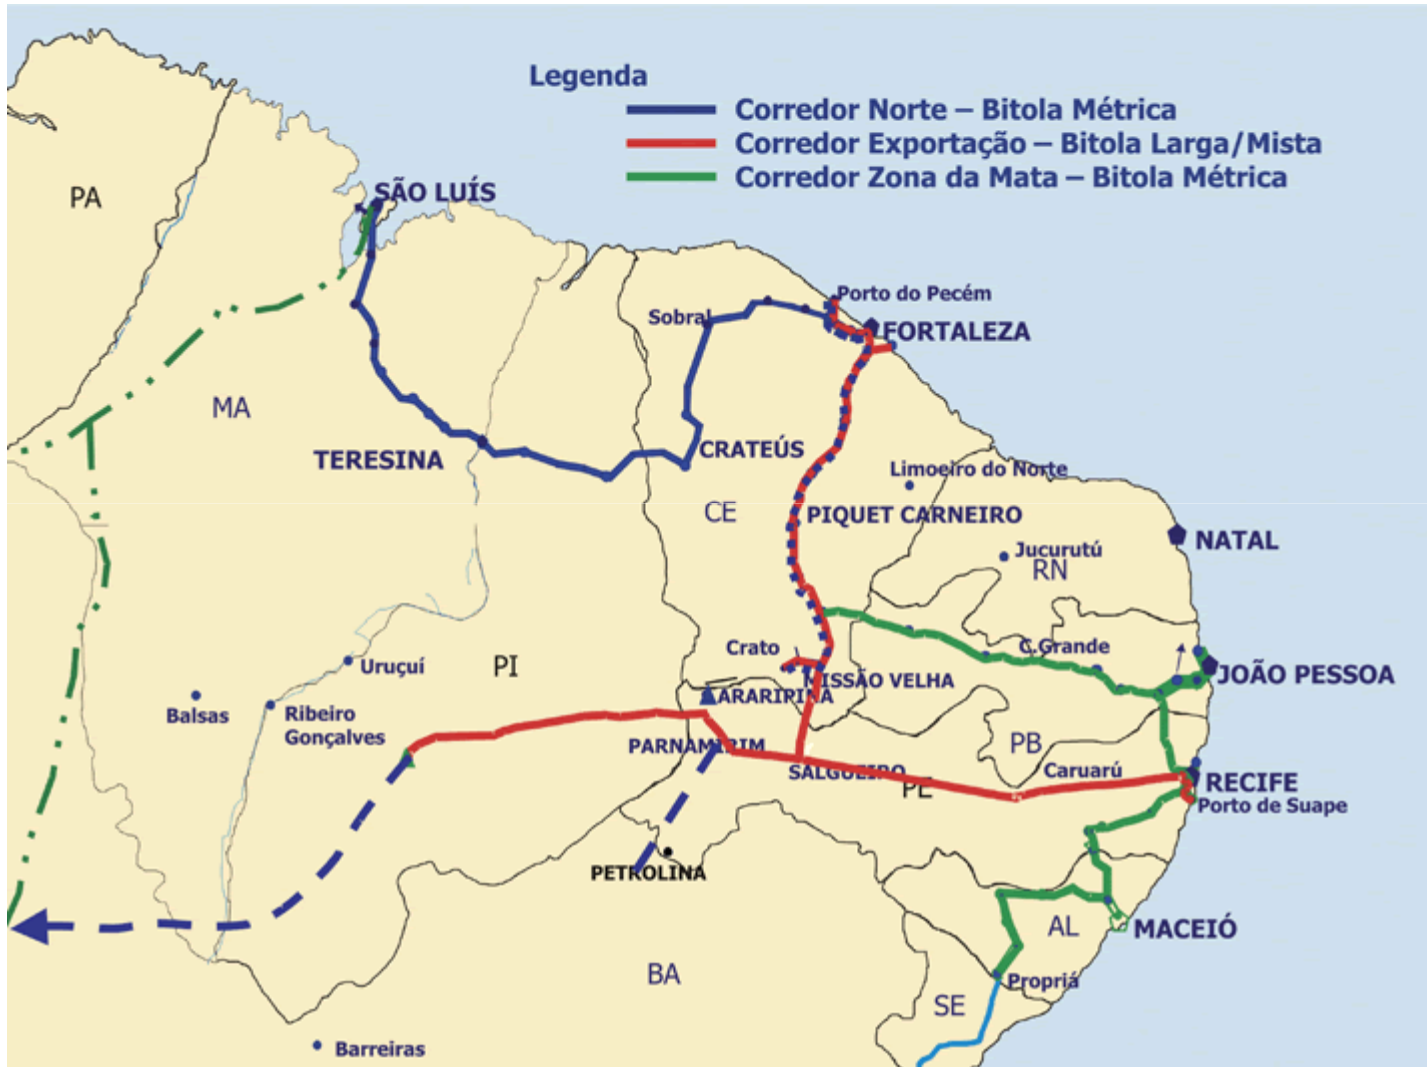 Legenda
Corredor Norte – Bitola Métrica
Corredor Exportação – Bitola Larga/Mista
Corredor Zona da Mata – Bitola Métrica
PA
SÃO LUÍS
Porto do Pecém
Sobral
FORTALEZA
MA
TERESINA
CRATEÚS
Limoeiro do Norte
CE
PIQUET CARNEIRO
NATAL
Jucurutú
RN
Crato
C.Grande
Uruçuí
PI
MISSÃO VELHA
JOÃO PESSOA
ARARIPINA
Balsas
Ribeiro
Gonçalves
PARNAMIRIM
PB
SALGUEIRO
Caruarú
PE
RECIFE
Porto de Suape
PETROLINA
AL
MACEIÓ
BA
Propriá
SE
Barreiras